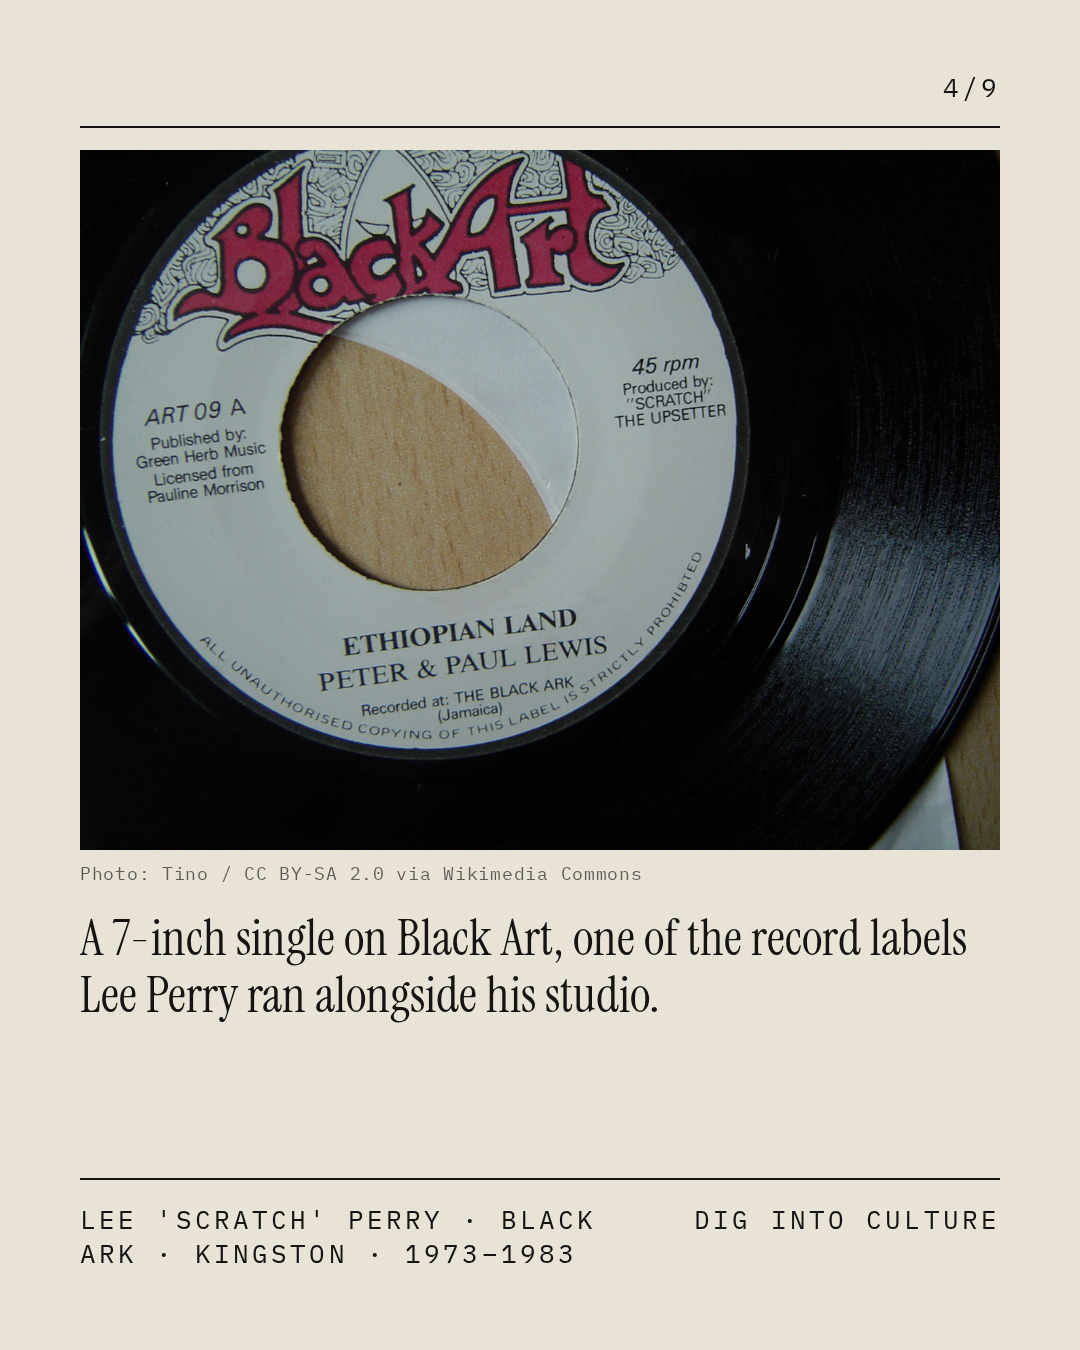 4/9
Black Art
ART 09 A
Published by:
Green Herb Music
Licensed from
Pauline Morrison
45 rpm
Produced by:
"SCRATCH"
THE UPSETTER
ETHIOPIAN LAND
PETER & PAUL LEWIS
Recorded at: THE BLACK ARK
(Jamaica)
ALL UNAUTHORISED COPYING OF THIS LABEL IS STRICTLY PROHIBTED
Photo: Tino / CC BY-SA 2.0 via Wikimedia Commons
A 7-inch single on Black Art, one of the record labels
Lee Perry ran alongside his studio.
LEE 'SCRATCH' PERRY · BLACK
ARK · KINGSTON · 1973–1983
DIG INTO CULTURE